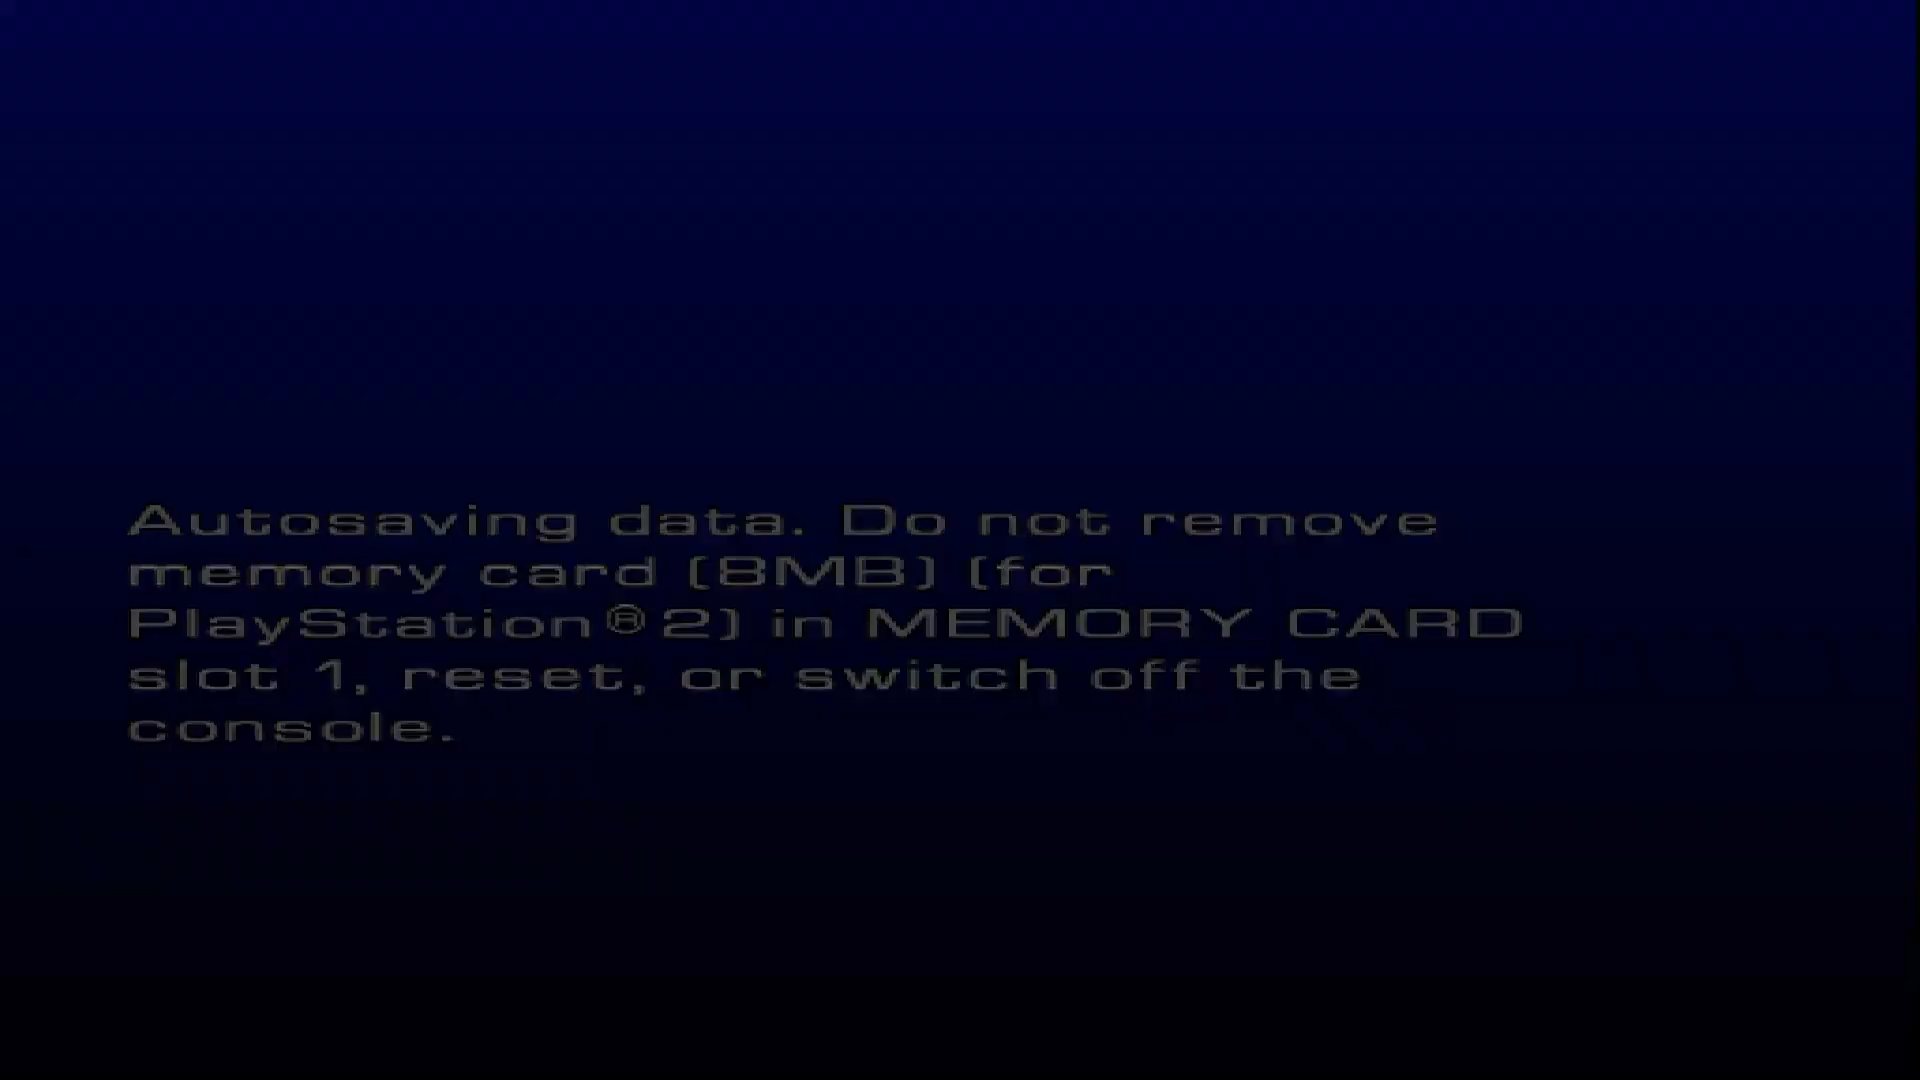 Autosaving data. Do not remove
memory card (8MB) (for
PlayStation®2) in MEMORY CARD
slot 1, reset, or switch off the
console.